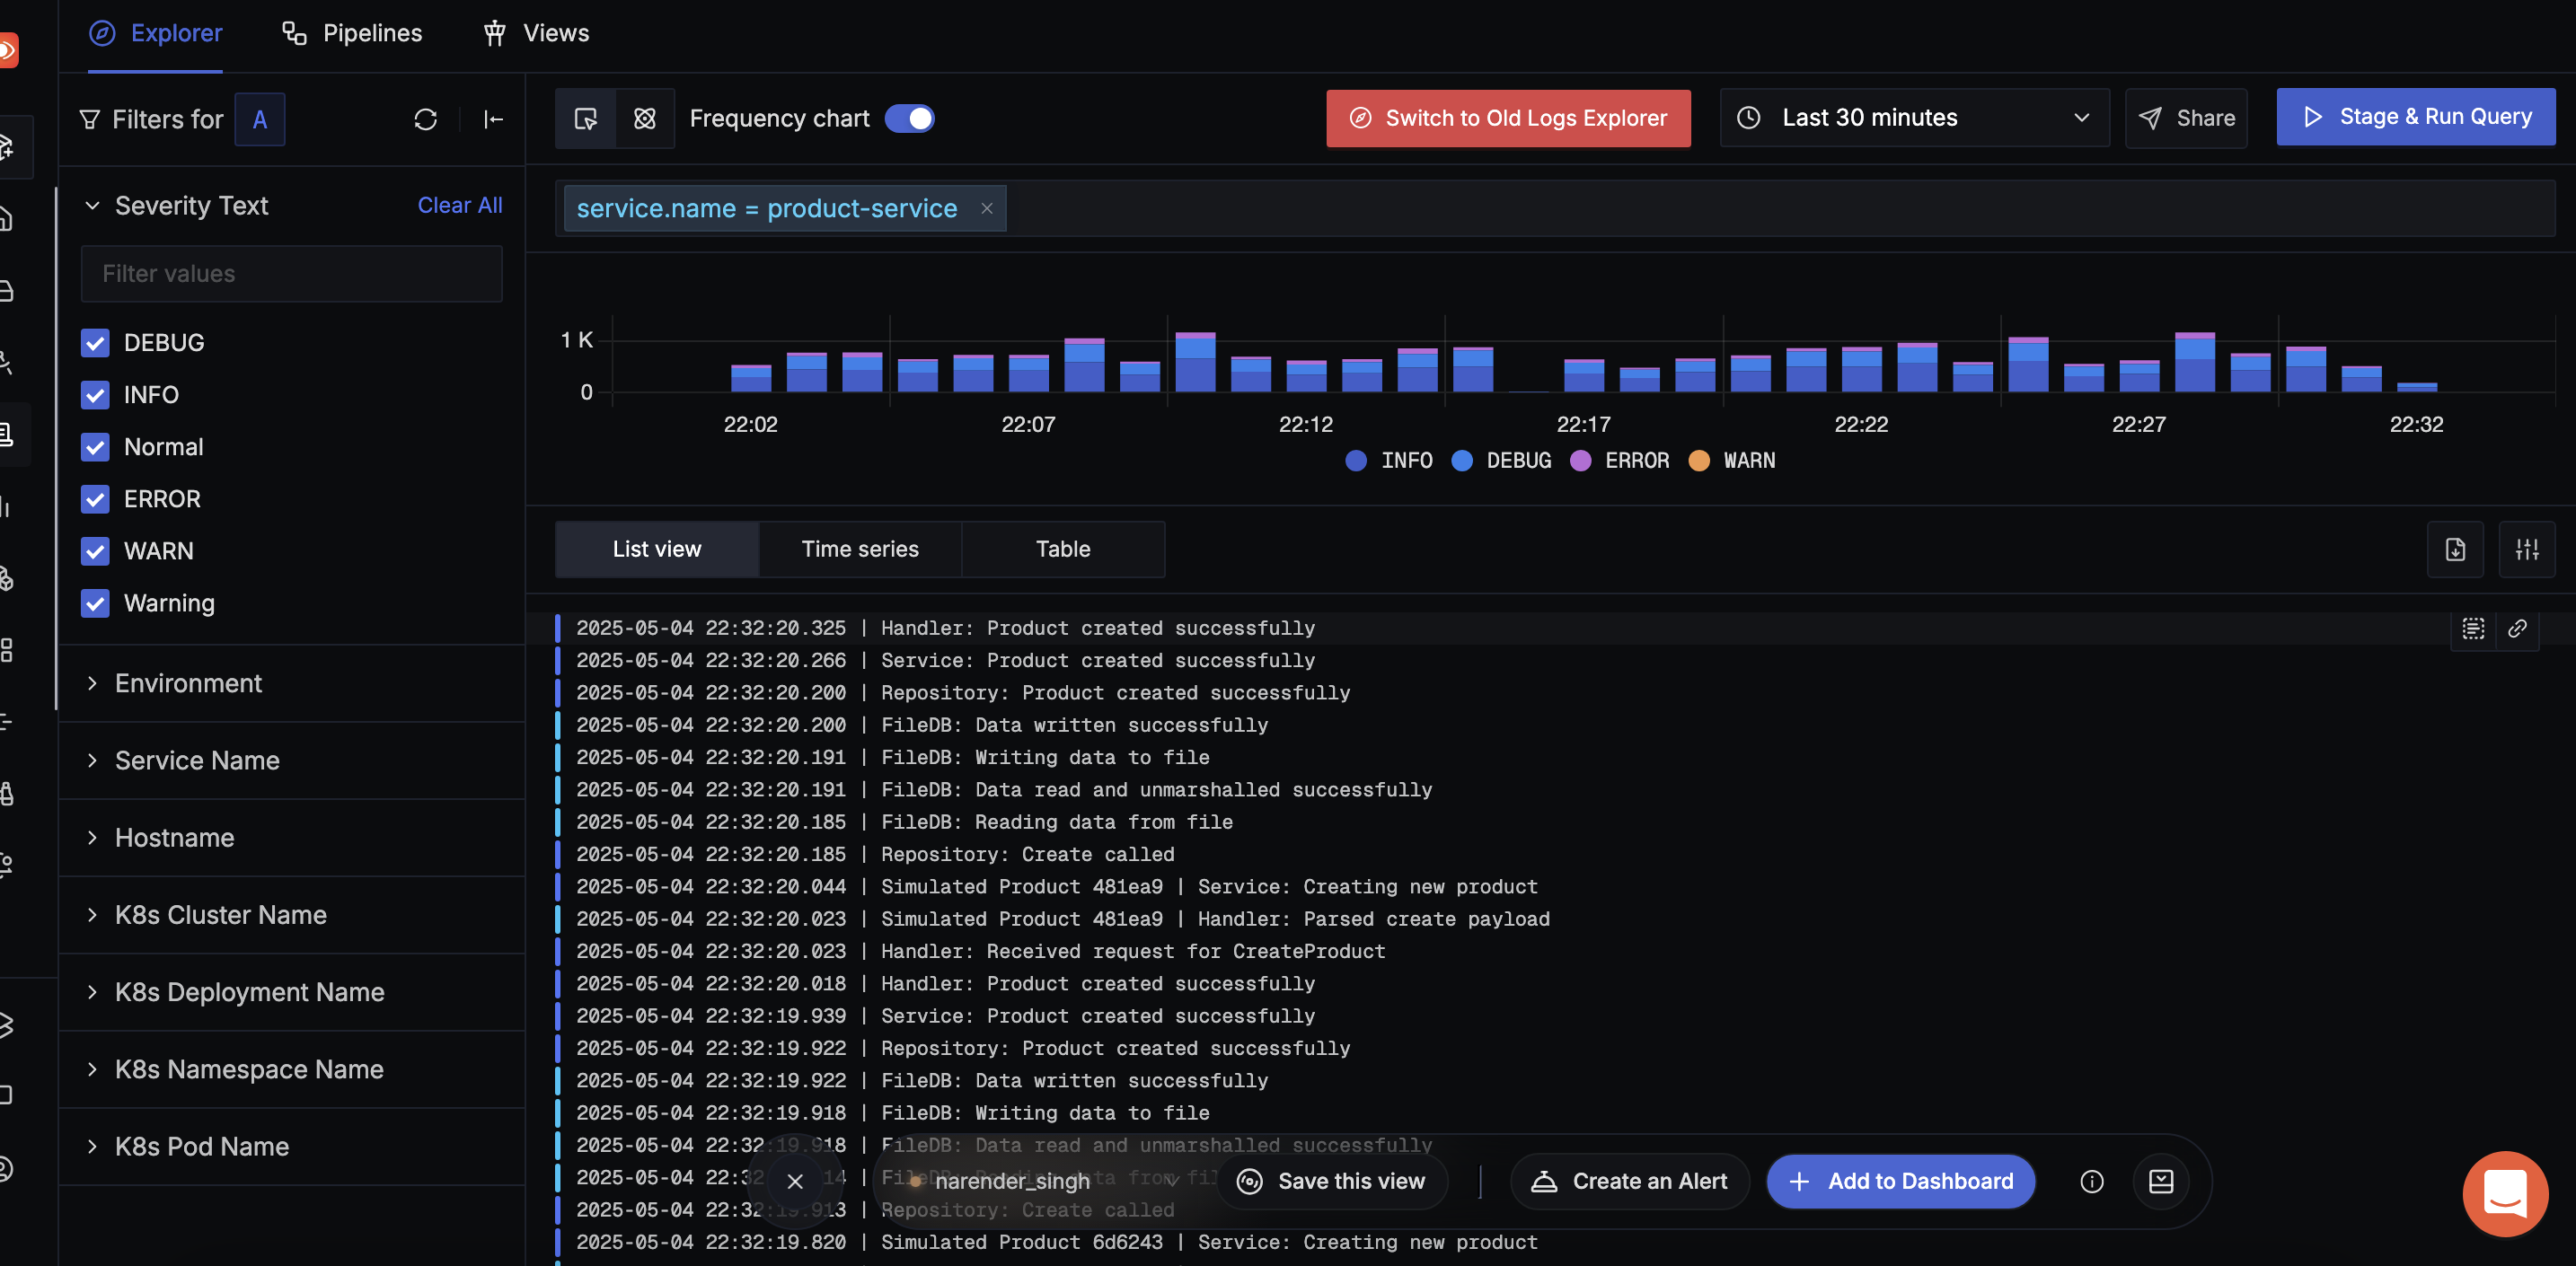 Explorer Pipelines Views
Filters for A
Frequency chart
Switch to Old Logs Explorer
Last 30 minutes
Share
Stage & Run Query
Severity Text Clear All
Filter values
DEBUG
INFO
Normal
ERROR
WARN
Warning
Environment
Service Name
Hostname
K8s Cluster Name
K8s Deployment Name
K8s Namespace Name
K8s Pod Name
service.name = product-service
1 K
0
22:02 22:07 22:12 22:17 22:22 22:27 22:32
INFO DEBUG ERROR WARN
List view Time series Table
2025-05-04 22:32:20.325 | Handler: Product created successfully
2025-05-04 22:32:20.266 | Service: Product created successfully
2025-05-04 22:32:20.200 | Repository: Product created successfully
2025-05-04 22:32:20.200 | FileDB: Data written successfully
2025-05-04 22:32:20.191 | FileDB: Writing data to file
2025-05-04 22:32:20.191 | FileDB: Data read and unmarshalled successfully
2025-05-04 22:32:20.185 | FileDB: Reading data from file
2025-05-04 22:32:20.185 | Repository: Create called
2025-05-04 22:32:20.044 | Simulated Product 481ea9 | Service: Creating new product
2025-05-04 22:32:20.023 | Simulated Product 481ea9 | Handler: Parsed create payload
2025-05-04 22:32:20.023 | Handler: Received request for CreateProduct
2025-05-04 22:32:20.018 | Handler: Product created successfully
2025-05-04 22:32:19.939 | Service: Product created successfully
2025-05-04 22:32:19.922 | Repository: Product created successfully
2025-05-04 22:32:19.922 | FileDB: Data written successfully
2025-05-04 22:32:19.918 | FileDB: Writing data to file
2025-05-04 22:32:19.918 | FileDB: Data read and unmarshalled successfully
2025-05-04
2025-05-04 22:32:19.913 | Repository: Create called
2025-05-04 22:32:19.820 | Simulated Product 6d6243 | Service: Creating new product
narender_singh
Save this view
Create an Alert
Add to Dashboard